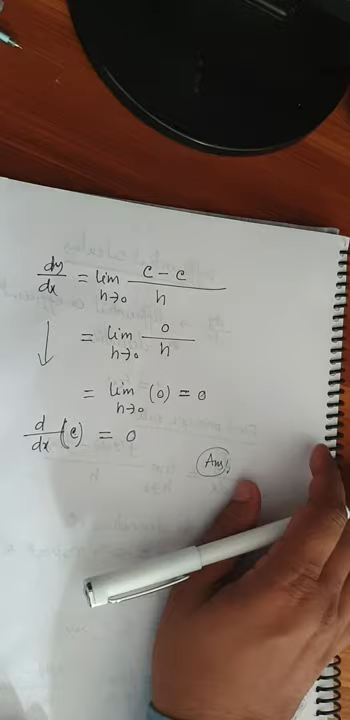 dy/dx = lim h→0 (c - c)/h
= lim h→0 0/h
= lim h→0 (0) = 0
d/dx (c) = 0
Ans.